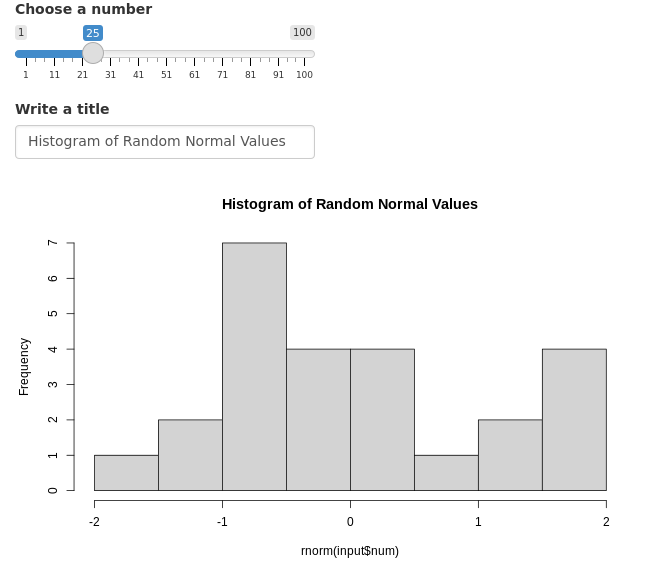 Choose a number
1 25 100
1 11 21 31 41 51 61 71 81 91 100
Write a title
Histogram of Random Normal Values
Histogram of Random Normal Values
7
6
5
4
3
2
1
0
Frequency
-2 -1 0 1 2
rnorm(input$num)